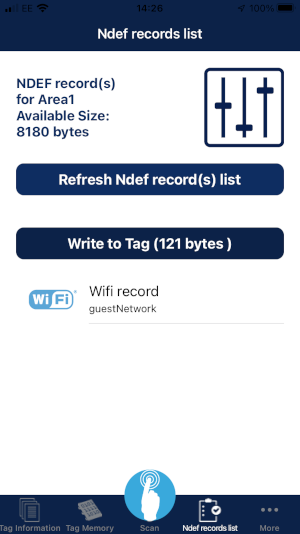 EE 14:26 100%
Ndef records list
NDEF record(s)
for Area1
Available Size:
8180 bytes
Refresh Ndef record(s) list
Write to Tag (121 bytes )
WiFi Wifi record
guestNetwork
Tag Information Tag Memory Scan Ndef records list More